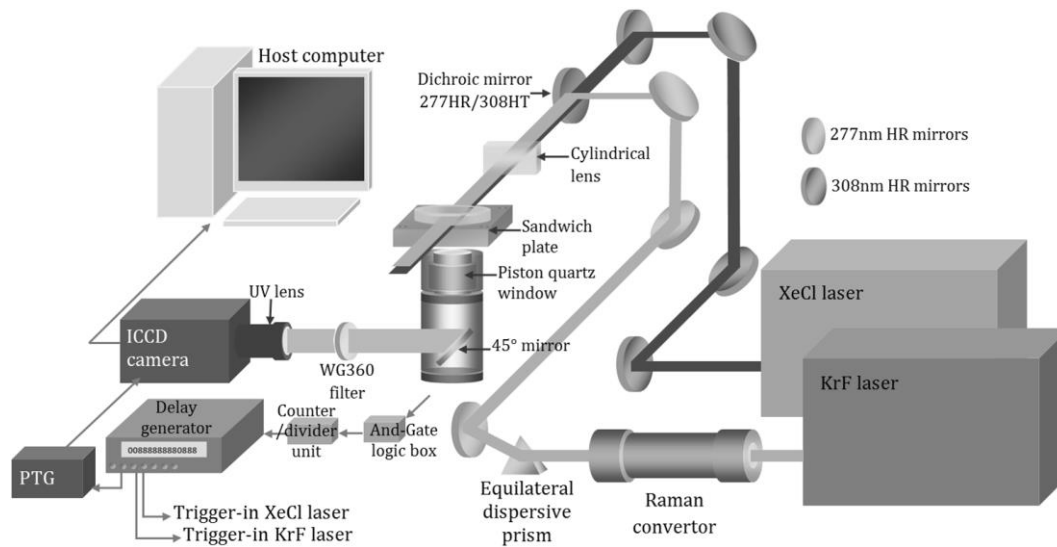 Host computer
Dichroic mirror
277HR/308HT
Cylindrical
lens
277nm HR mirrors
308nm HR mirrors
Sandwich
plate
Piston quartz
window
XeCl laser
UV lens
ICCD
camera
45° mirror
WG360
filter
KrF laser
Delay
generator
Counter
/divider
unit
And-Gate
logic box
00888888880888
PTG
Equilateral
dispersive
prism
Raman
convertor
Trigger-in XeCl laser
Trigger-in KrF laser